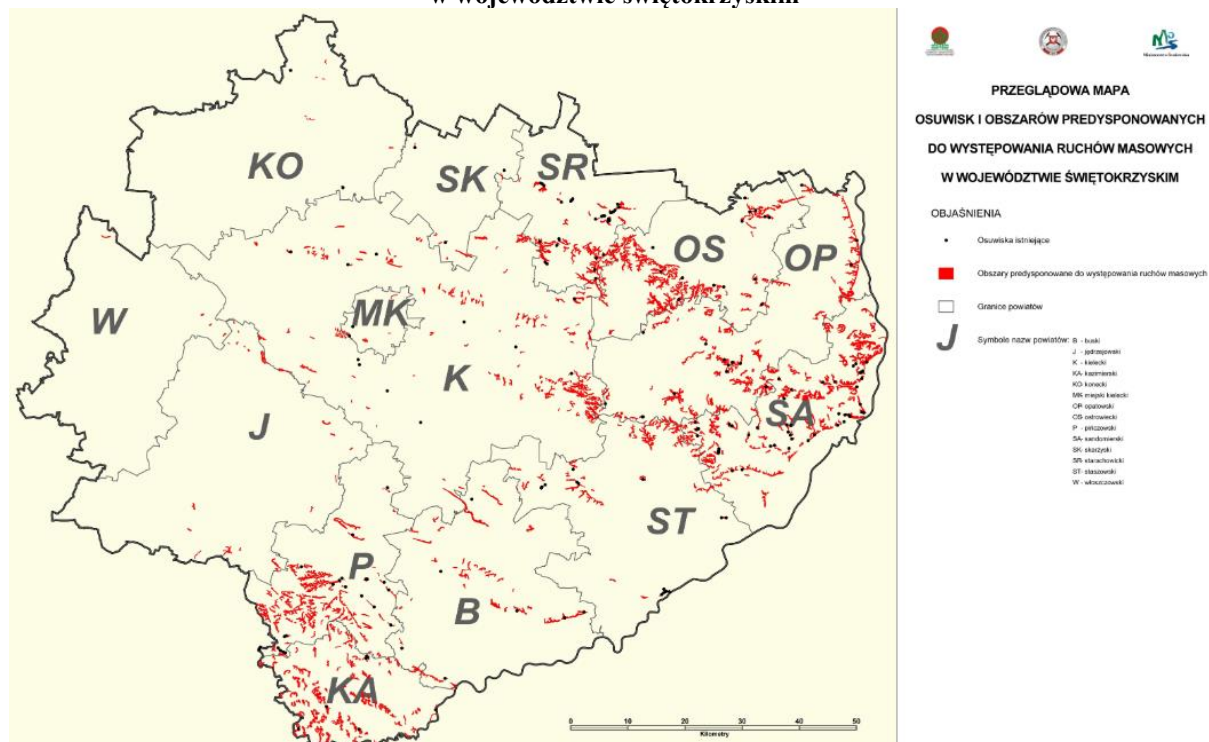 w województwie świętokrzyskim
PRZEGLĄDOWA MAPA
OSUWISK I OBSZARÓW PREDYSPONOWANYCH
DO WYSTĘPOWANIA RUCHÓW MASOWYCH
W WOJEWÓDZTWIE ŚWIĘTOKRZYSKIM
OBJAŚNIENIA
Osuwiska istniejące
Obszary predysponowane do występowania ruchów masowych
Granice powiatów
J
Symbole nazw powiatów:
B - buski
J - jędrzejowski
K - kielecki
KA- kazimierski
KO- konecki
MK- miejski kielecki
OP- opatowski
OS- ostrowiecki
P - pińczowski
SA- sandomierski
SK- skarżyski
SR- starachowicki
ST- staszowski
W - włoszczowski
KO
SK
SR
OS
OP
W
MK
K
J
SA
ST
P
B
KA
0 10 20 30 40 50
Kilometry